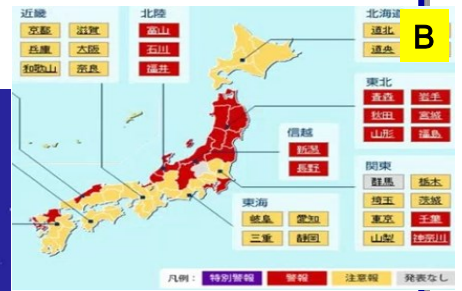 近畿
京都 滋賀
兵庫 大阪
和歌山 奈良
北陸
富山
石川
福井
北海道
道北
道央
B
東北
青森 岩手
秋田 宮城
山形 福島
信越
新潟
長野
関東
群馬 栃木
埼玉 茨城
東京 千葉
山梨 神奈川
東海
岐阜 愛知
三重 静岡
凡例: 特別警報 警報 注意報 発表なし